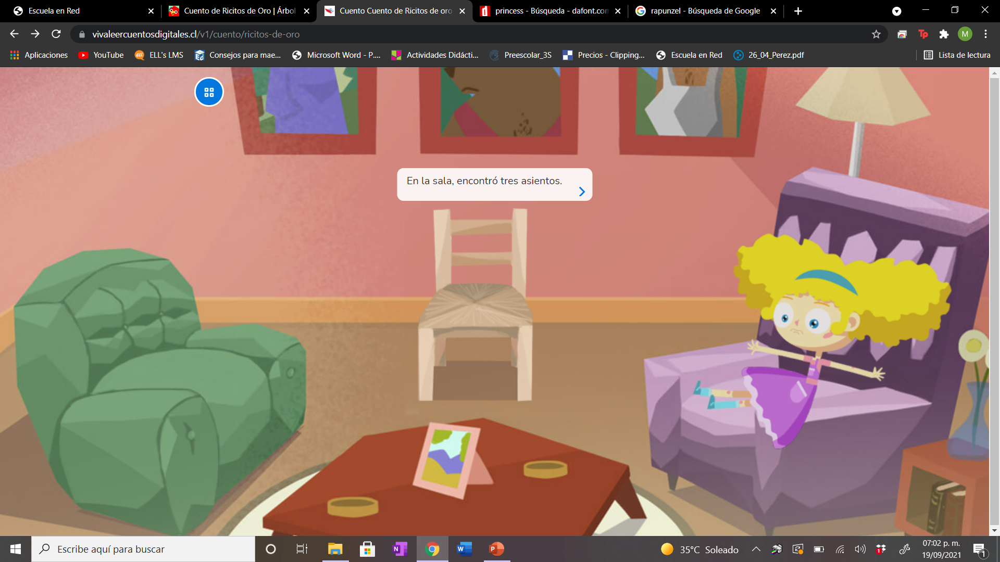 Escuela en Red
Cuento de Ricitos de Oro | Árbol
Cuento Cuento de Ricitos de oro
princess - Búsqueda - dafont.com
rapunzel - Búsqueda de Google
vivaleercuentosdigitales.cl/v1/cuento/ricitos-de-oro
M
Aplicaciones
YouTube
ELL's LMS
Consejos para mae...
Microsoft Word - P....
Actividades Didácti...
Preescolar_3S
Precios - Clipping...
Escuela en Red
26_04_Perez.pdf
Lista de lectura
En la sala, encontró tres asientos.
Escribe aquí para buscar
35°C Soleado
07:02 p. m.
19/09/2021
1